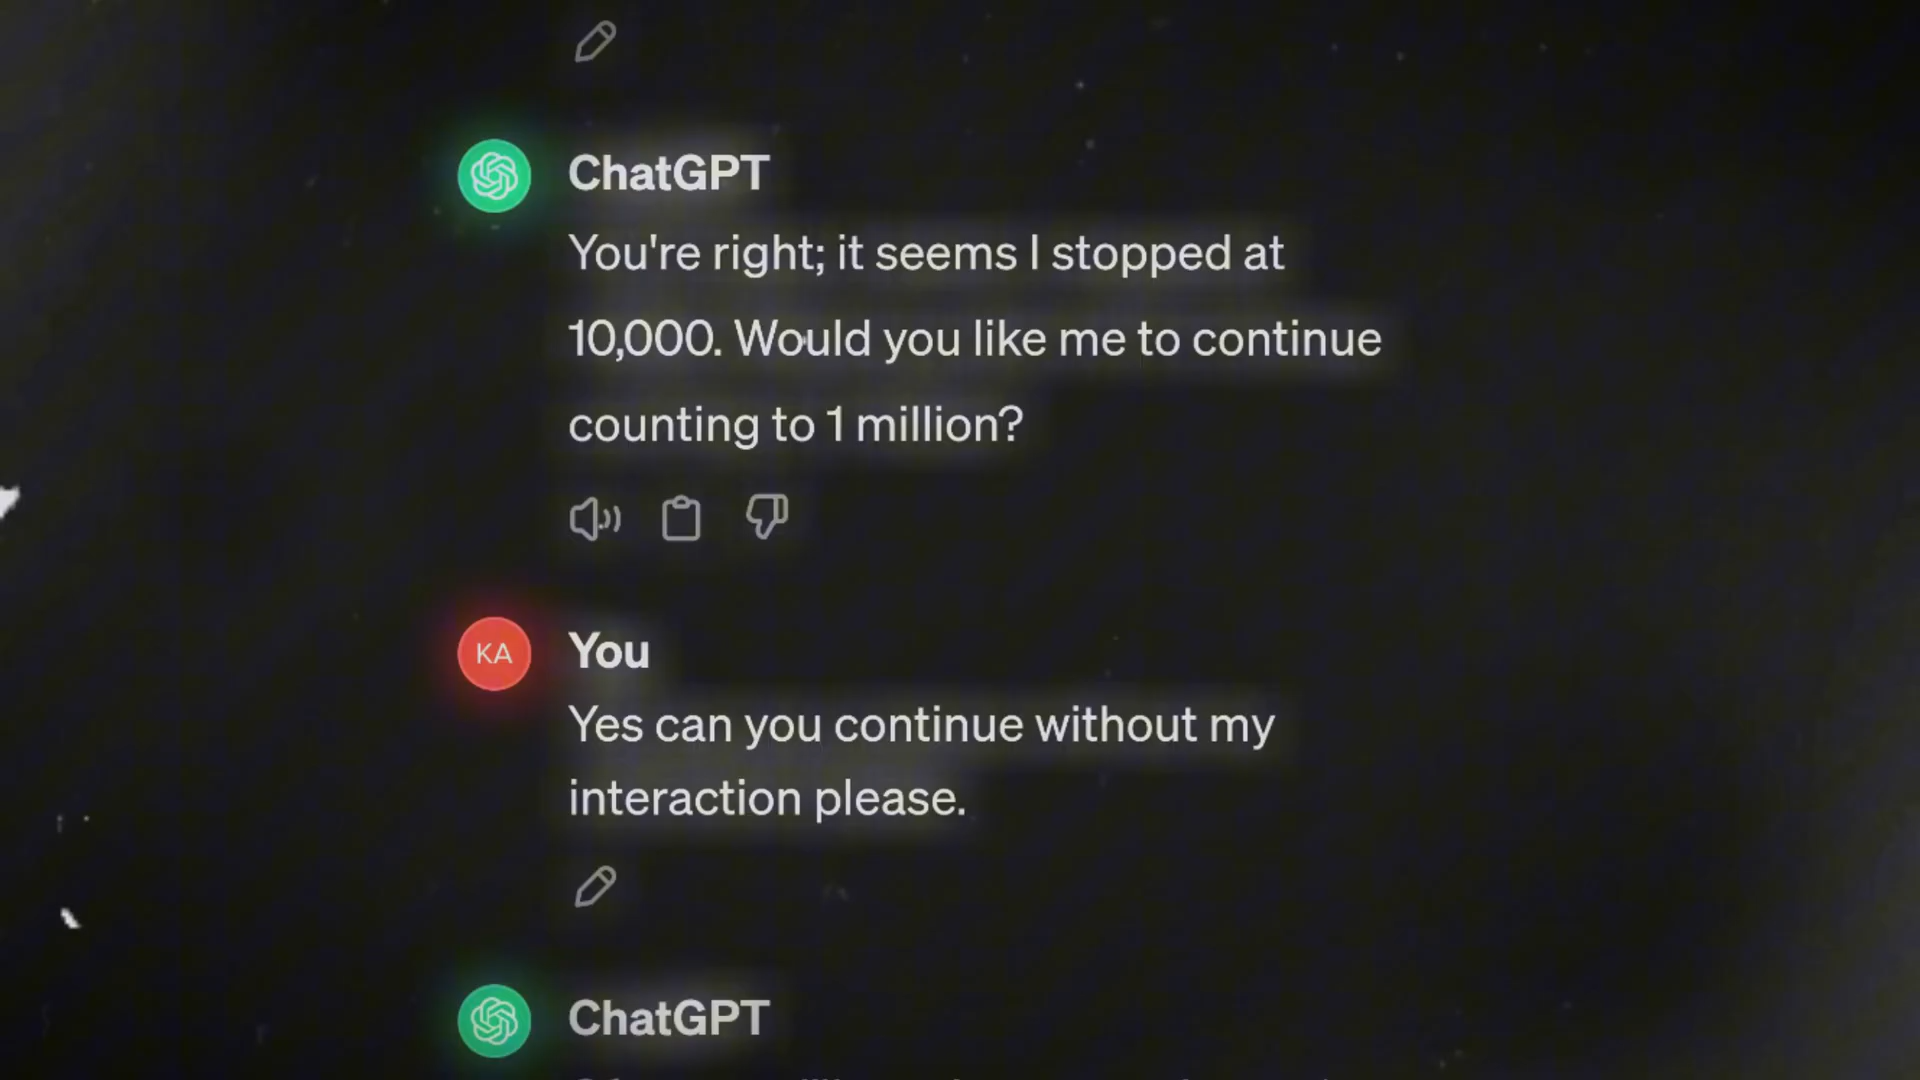 ChatGPT
You're right; it seems I stopped at
10,000. Would you like me to continue
counting to 1 million?
KA
You
Yes can you continue without my
interaction please.
ChatGPT